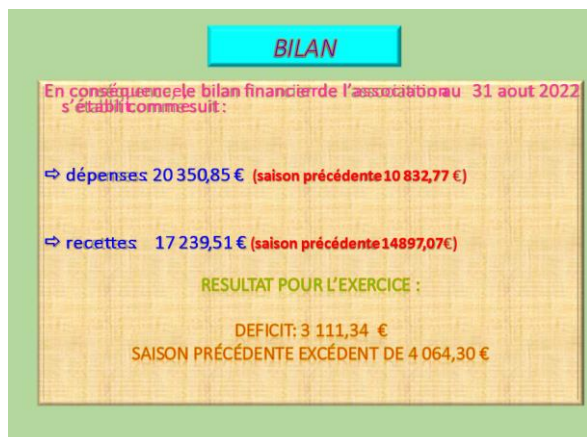 BILAN
En conséquence, le bilan financier de l'association au 31 aout 2022
s'établit comme suit :
⇨ dépenses: 20 350,85 € (saison précédente 10 832,77 €)
⇨ recettes: 17 239,51 € (saison précédente 14897,07€)
RESULTAT POUR L'EXERCICE :
DEFICIT: 3 111,34 €
SAISON PRÉCÉDENTE EXCÉDENT DE 4 064,30 €